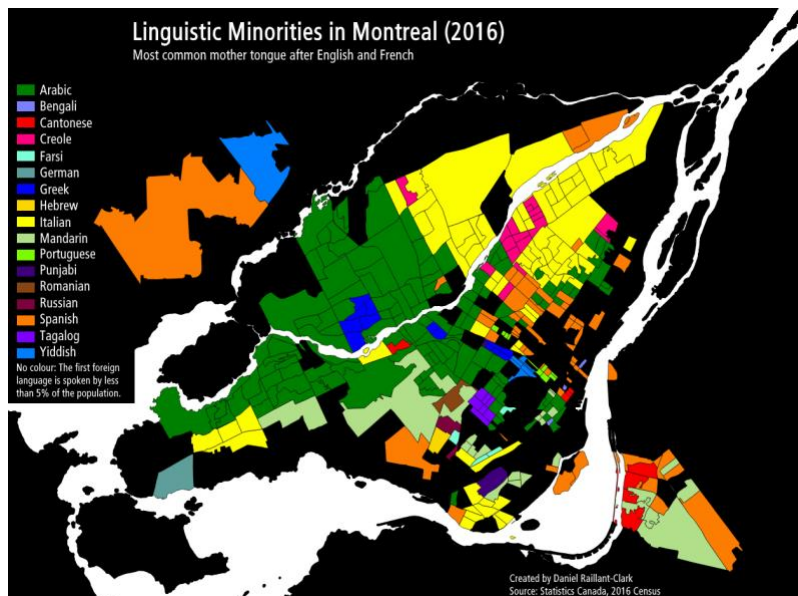 Linguistic Minorities in Montreal (2016)
Most common mother tongue after English and French
Arabic
Bengali
Cantonese
Creole
Farsi
German
Greek
Hebrew
Italian
Mandarin
Portuguese
Punjabi
Romanian
Russian
Spanish
Tagalog
Yiddish
No colour: The first foreign
language is spoken by less
than 5% of the population.
Created by Daniel Raillant-Clark
Source: Statistics Canada, 2016 Census